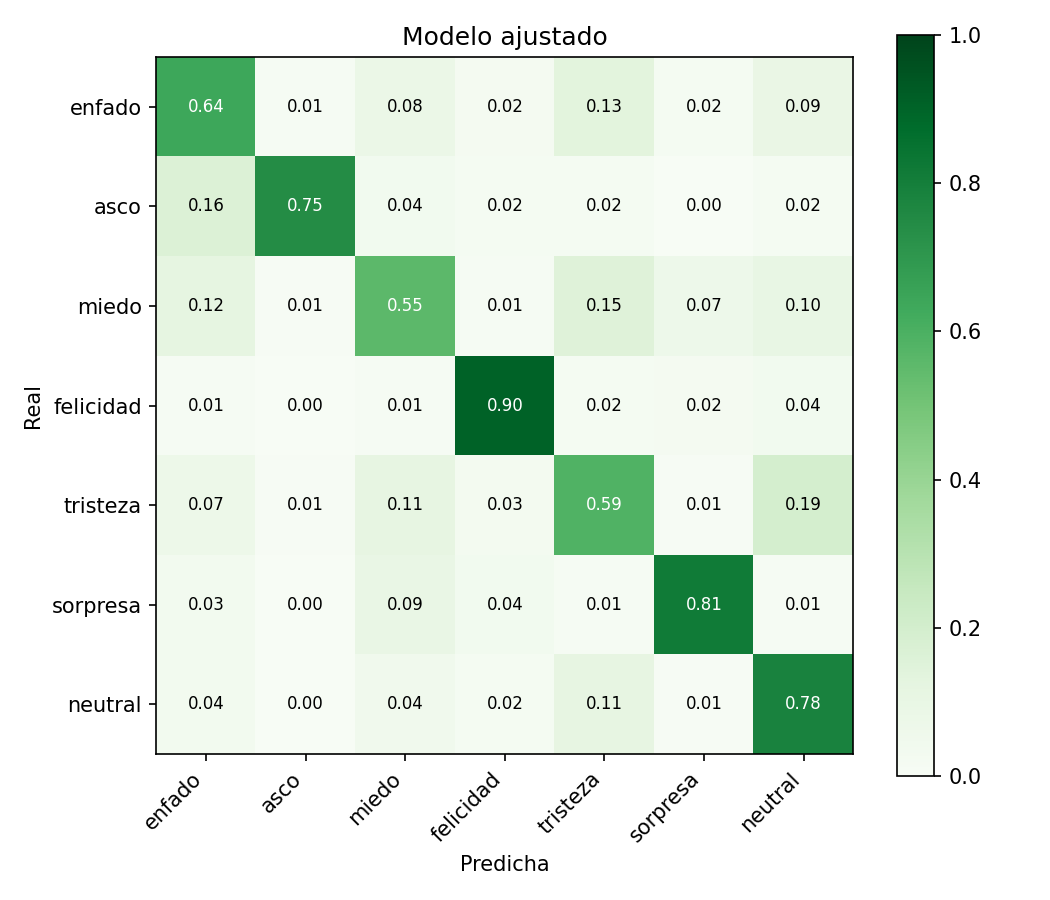 Modelo ajustado
1.0
enfado 0.64 0.01 0.08 0.02 0.13 0.02 0.09
asco 0.16 0.75 0.04 0.02 0.02 0.00 0.02
0.8
miedo 0.12 0.01 0.55 0.01 0.15 0.07 0.10
0.6
Real
felicidad 0.01 0.00 0.01 0.90 0.02 0.02 0.04
0.4
tristeza 0.07 0.01 0.11 0.03 0.59 0.01 0.19
sorpresa 0.03 0.00 0.09 0.04 0.01 0.81 0.01
0.2
neutral 0.04 0.00 0.04 0.02 0.11 0.01 0.78
0.0
enfado asco miedo felicidad tristeza sorpresa neutral
Predicha